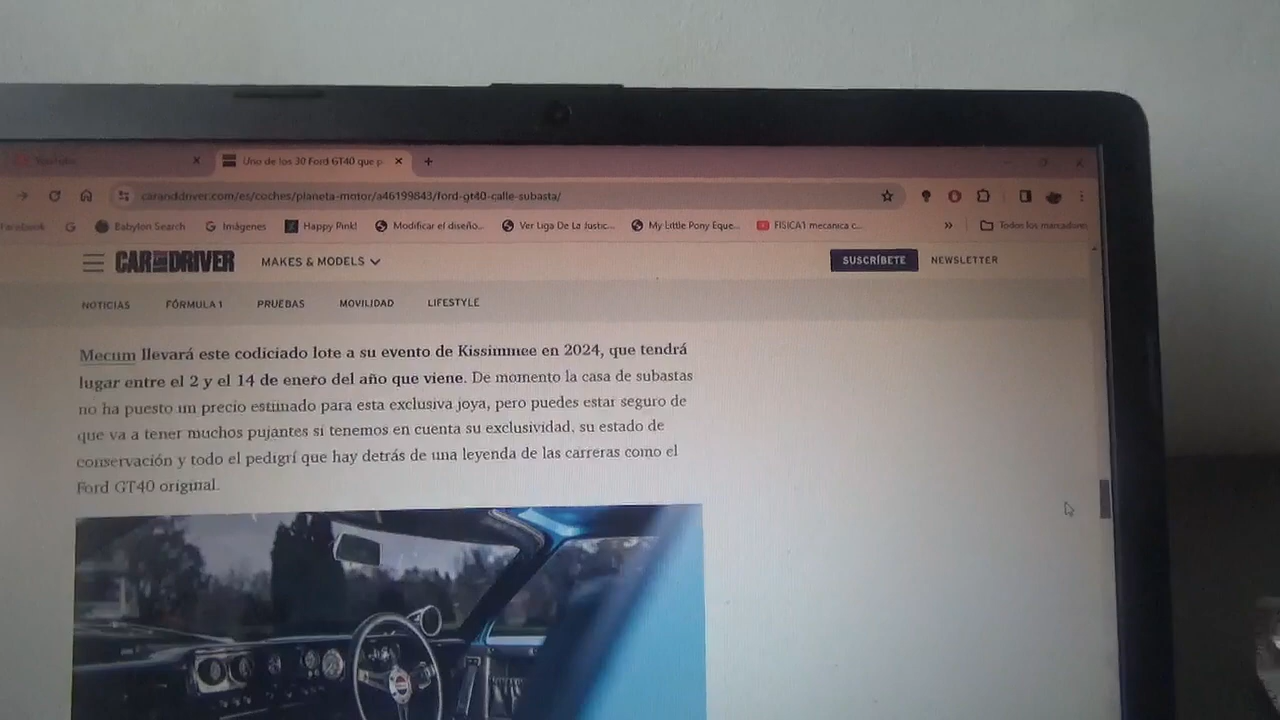 YouTube
Uno de los 30 Ford GT40 que p
caranddriver.com/es/coches/planeta-motor/a46199843/ford-gt40-calle-subasta/
Facebook
Babylon Search
Imágenes
Happy Pink!
Modificar el diseño...
Ver Liga De La Justic...
My Little Pony Eque...
FISICA1 mecanica c...
»
Todos los marcadores
CAR AND DRIVER
MAKES & MODELS
SUSCRÍBETE
NEWSLETTER
NOTICIAS
FÓRMULA 1
PRUEBAS
MOVILIDAD
LIFESTYLE
Mecum llevará este codiciado lote a su evento de Kissimmee en 2024, que tendrá
lugar entre el 2 y el 14 de enero del año que viene. De momento la casa de subastas
no ha puesto un precio estimado para esta exclusiva joya, pero puedes estar seguro de
que va a tener muchos pujantes si tenemos en cuenta su exclusividad, su estado de
conservación y todo el pedigrí que hay detrás de una leyenda de las carreras como el
Ford GT40 original.